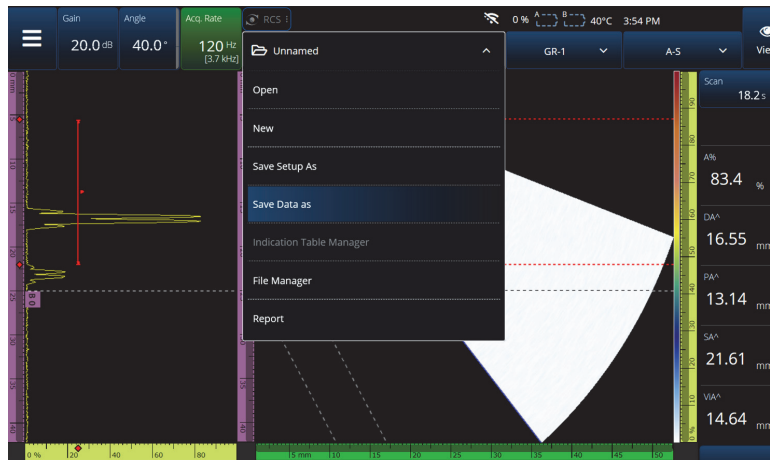 Gain
20.0 dB
Angle
40.0 °
Acq. Rate
120 Hz
[3.7 kHz]
RCS
0%
A
B
40°C
3:54 PM
Unnamed
Open
New
Save Setup As
Save Data as
Indication Table Manager
File Manager
Report
GR-1
A-S
Scan
18.2 s
A%
83.4 %
DA^
16.55
PA^
13.14
SA^
21.61
VIA^
14.64
B 0
0 %
20
40
60
80
5 mm
10
15
20
25
30
35
40
45
50